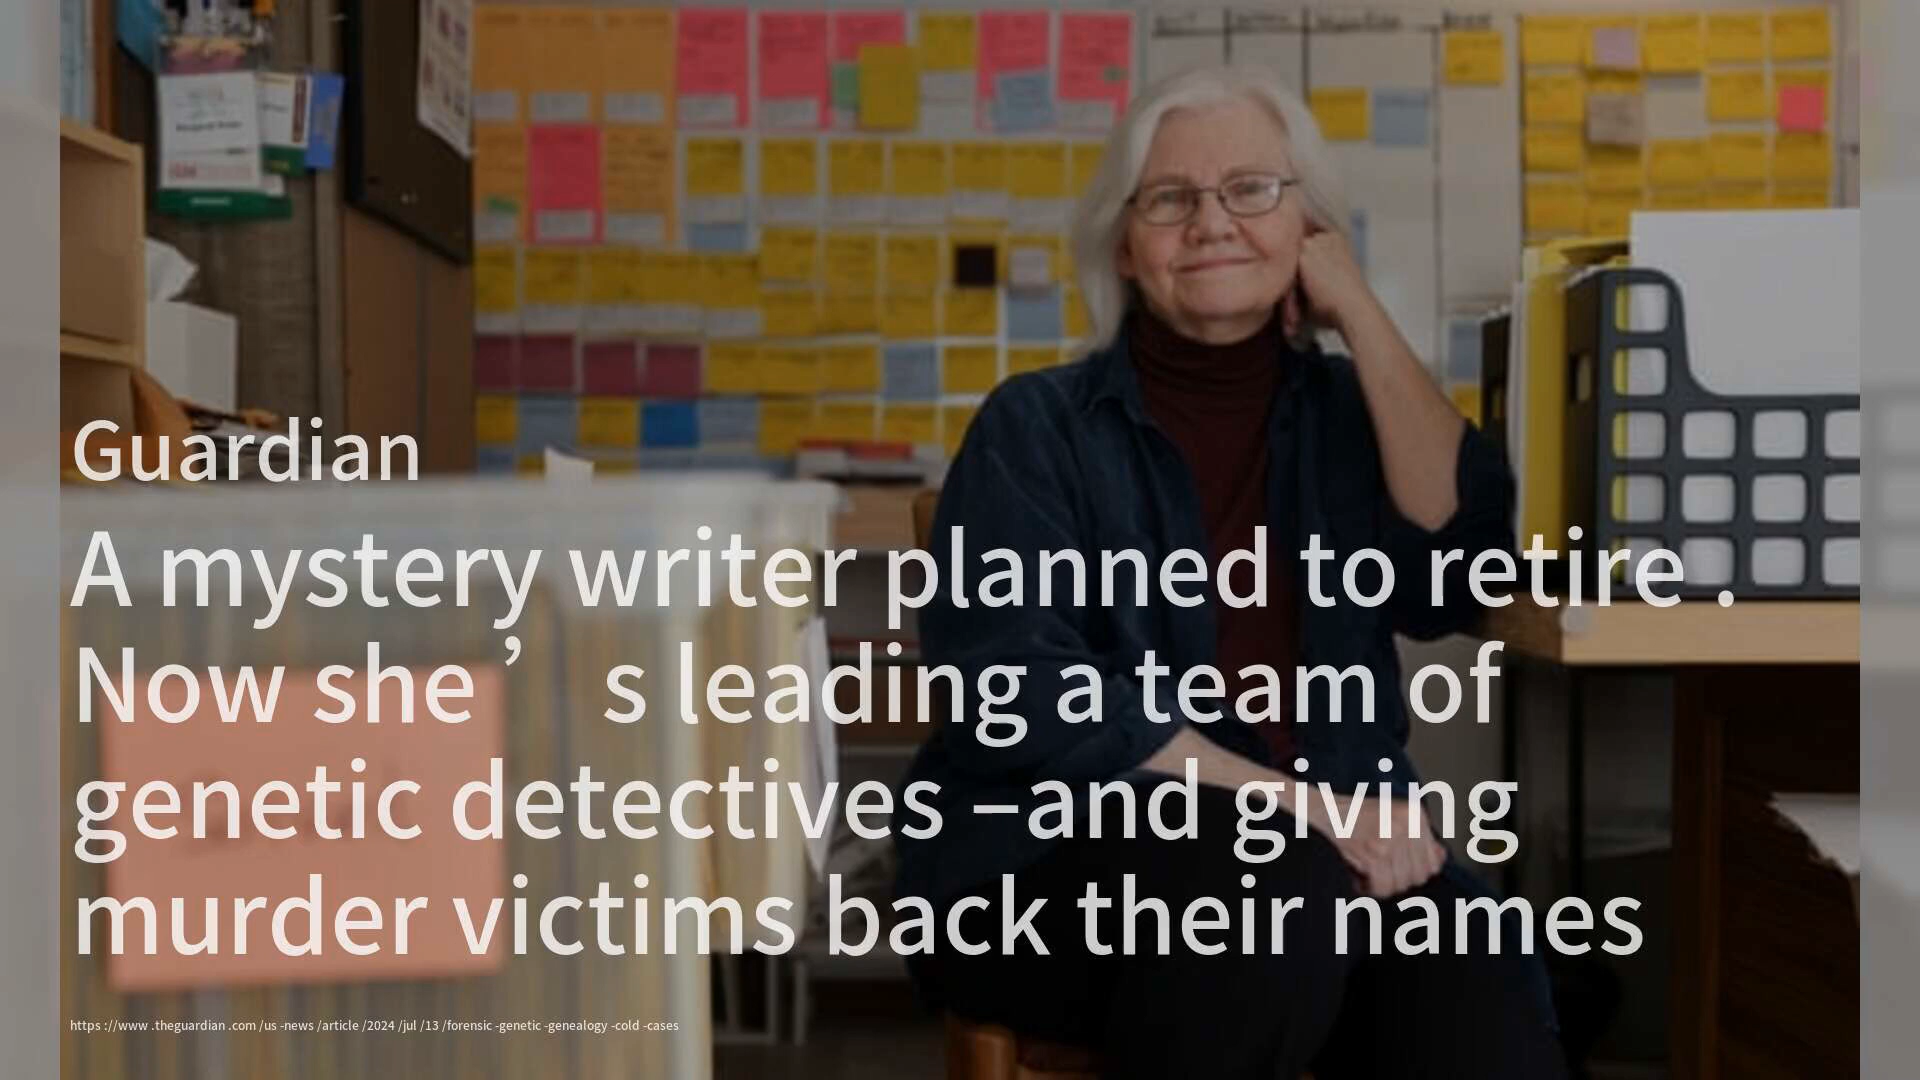 Guardian
A mystery writer planned to retire.
Now she’s leading a team of
genetic detectives –and giving
murder victims back their names
https://www.theguardian.com/us-news/article/2024/jul/13/forensic-genetic-genealogy-cold-cases